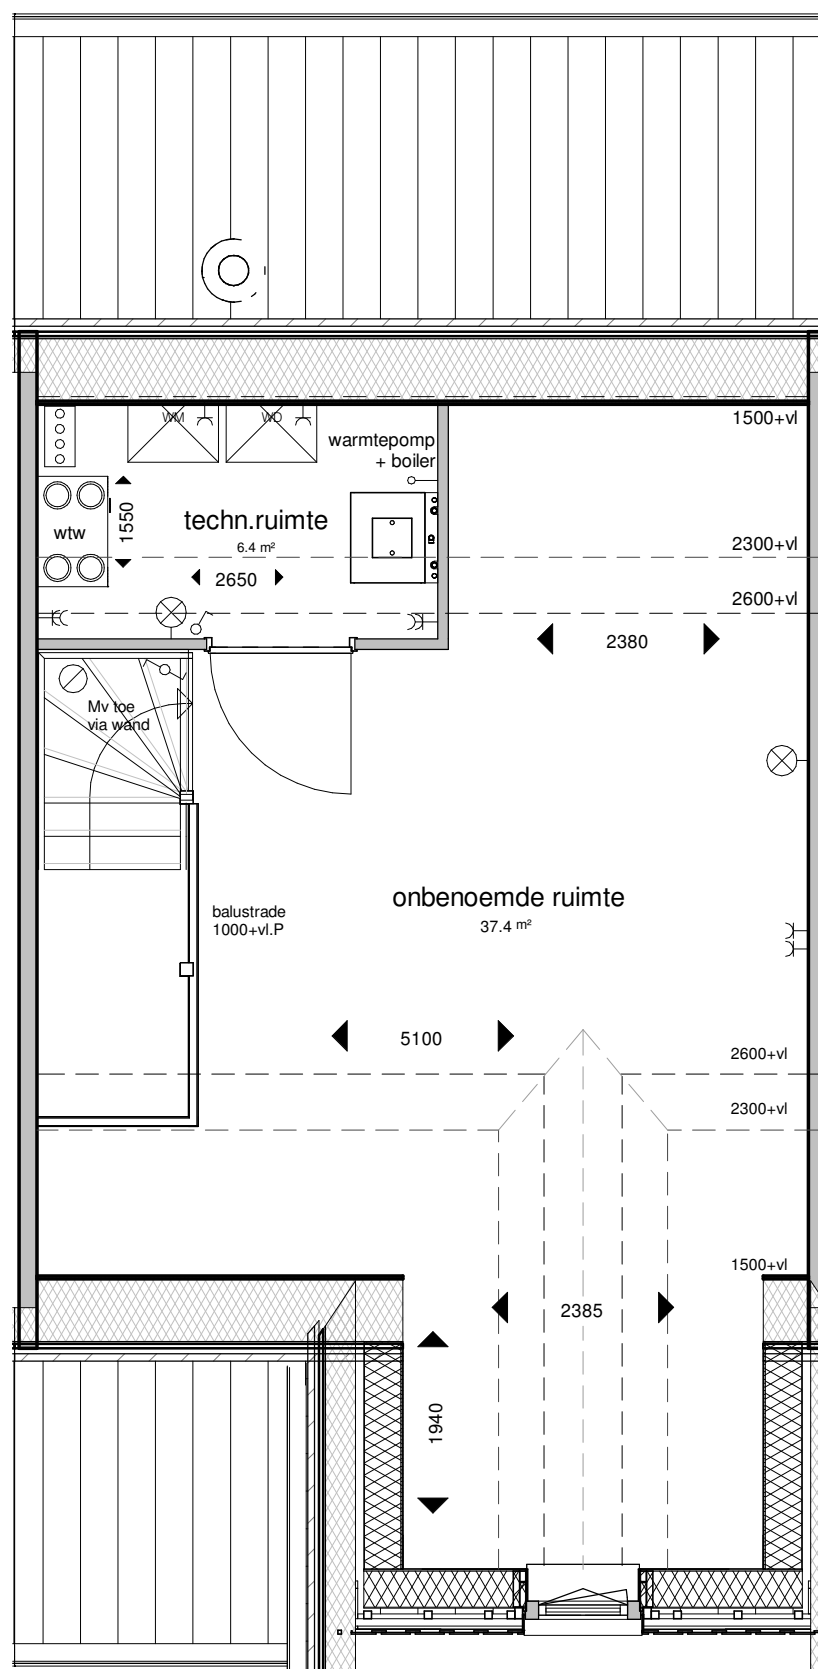 WM
WD
1500+vl
warmtepomp
+ boiler
wtw
1550
techn.ruimte
6.4 m²
2300+vl
2650
2600+vl
2380
Mv toe
via wand
onbenoemde ruimte
37.4 m²
balustrade
1000+vl.P
5100
2600+vl
2300+vl
1500+vl
2385
1940